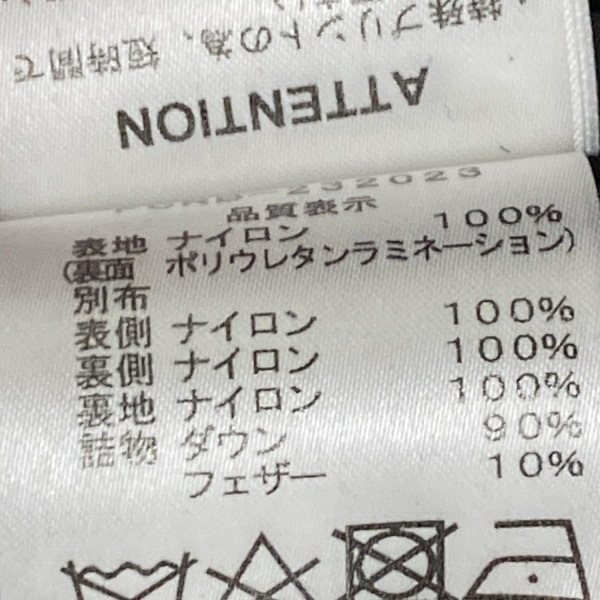 特殊プリントの為、短時間で
ATTENTION
232023
品質表示
表地 ナイロン 100%
(裏面 ポリウレタンラミネーション)
別布
表側 ナイロン 100%
裏側 ナイロン 100%
裏地 ナイロン 100%
詰物 ダウン 90%
フェザー 10%